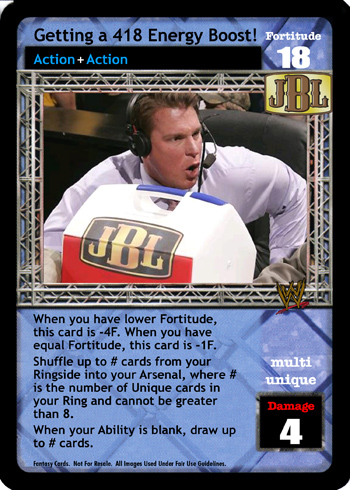 Getting a 418 Energy Boost!
Fortitude
18
Action + Action
JBL
JBL
W
When you have lower Fortitude,
this card is -4F. When you have
equal Fortitude, this card is -1F.
Shuffle up to # cards from your
Ringside into your Arsenal, where #
is the number of Unique cards in
your Ring and cannot be greater
than 8.
When your Ability is blank, draw up
to # cards.
multi
unique
Damage
4
Fantasy Cards. Not For Resale. All Images Used Under Fair Use Guidelines.